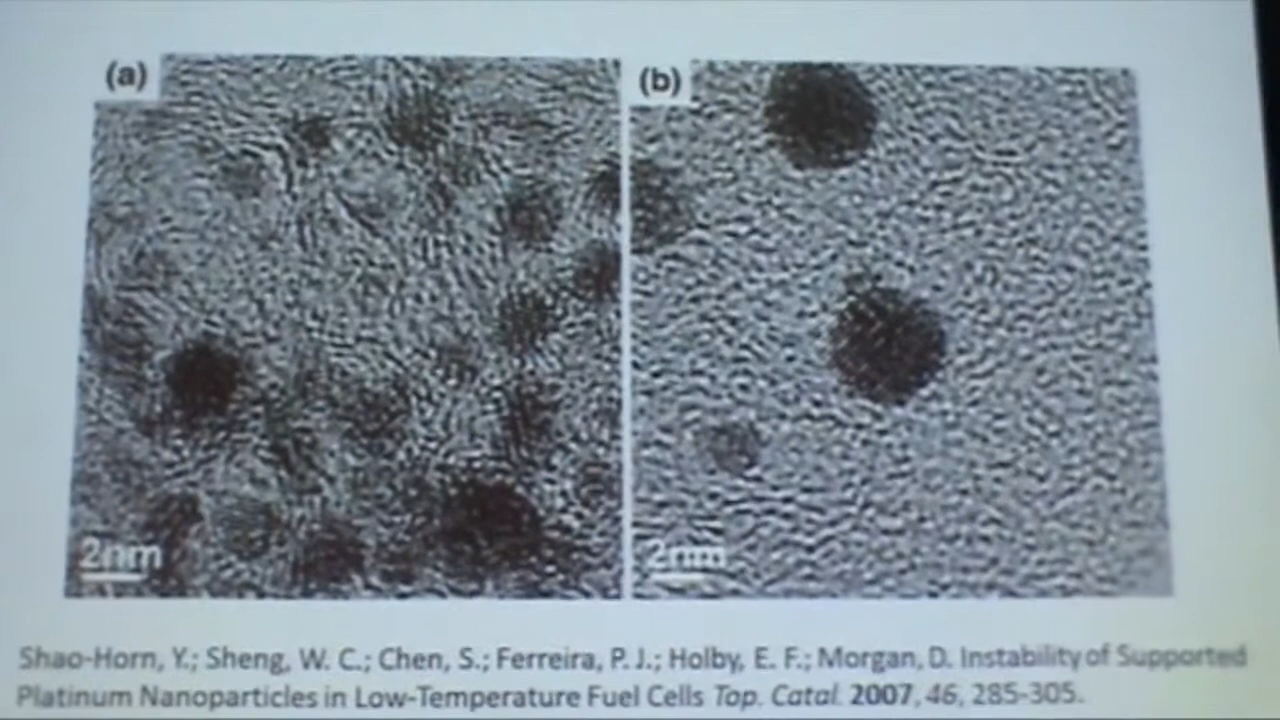 (a)
(b)
2nm
2nm
Shao-Horn, Y.; Sheng, W. C.; Chen, S.; Ferreira, P. J.; Holby, E. F.; Morgan, D. Instability of Supported
Platinum Nanoparticles in Low-Temperature Fuel Cells Top. Catal. 2007, 46, 285-305.